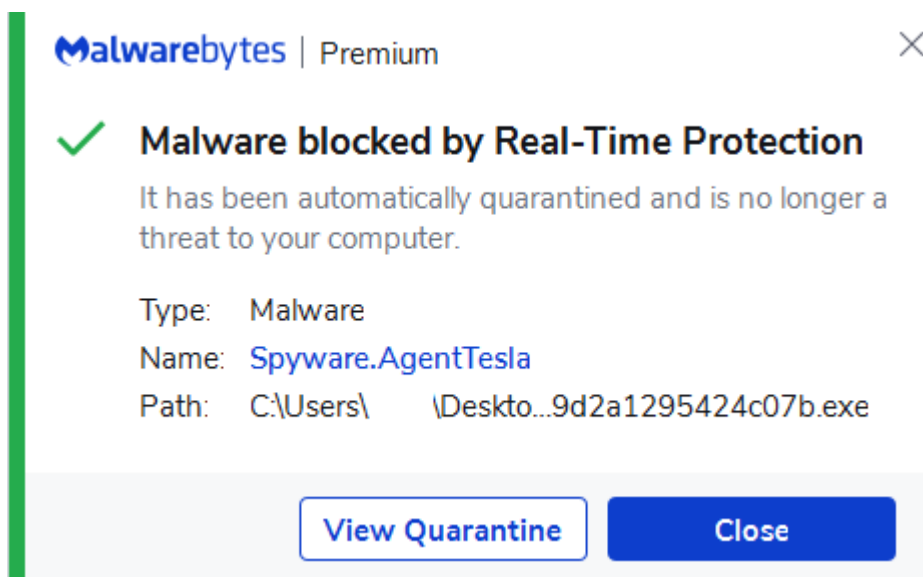 Malwarebytes | Premium
Malware blocked by Real-Time Protection
It has been automatically quarantined and is no longer a
threat to your computer.
Type: Malware
Name: Spyware.AgentTesla
Path: C:\Users\ \Deskto...9d2a1295424c07b.exe
View Quarantine Close